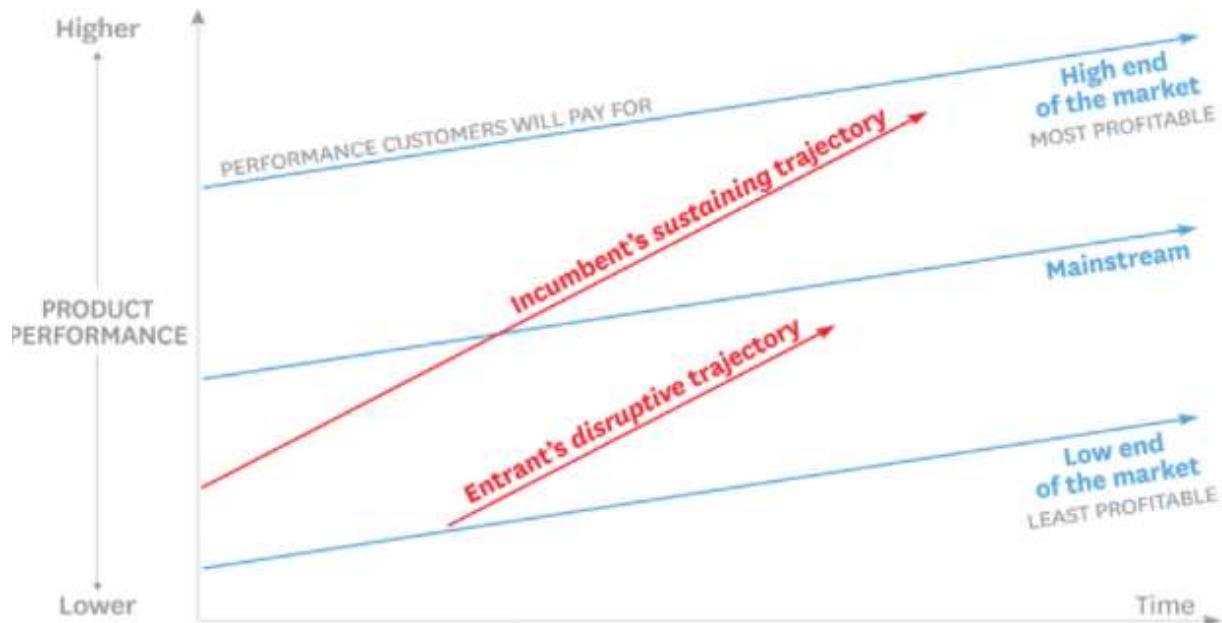 Higher
PERFORMANCE CUSTOMERS WILL PAY FOR
High end
of the market
MOST PROFITABLE
Incumbent's sustaining trajectory
Mainstream
PRODUCT
PERFORMANCE
Entrant's disruptive trajectory
Low end
of the market
LEAST PROFITABLE
Lower
Time